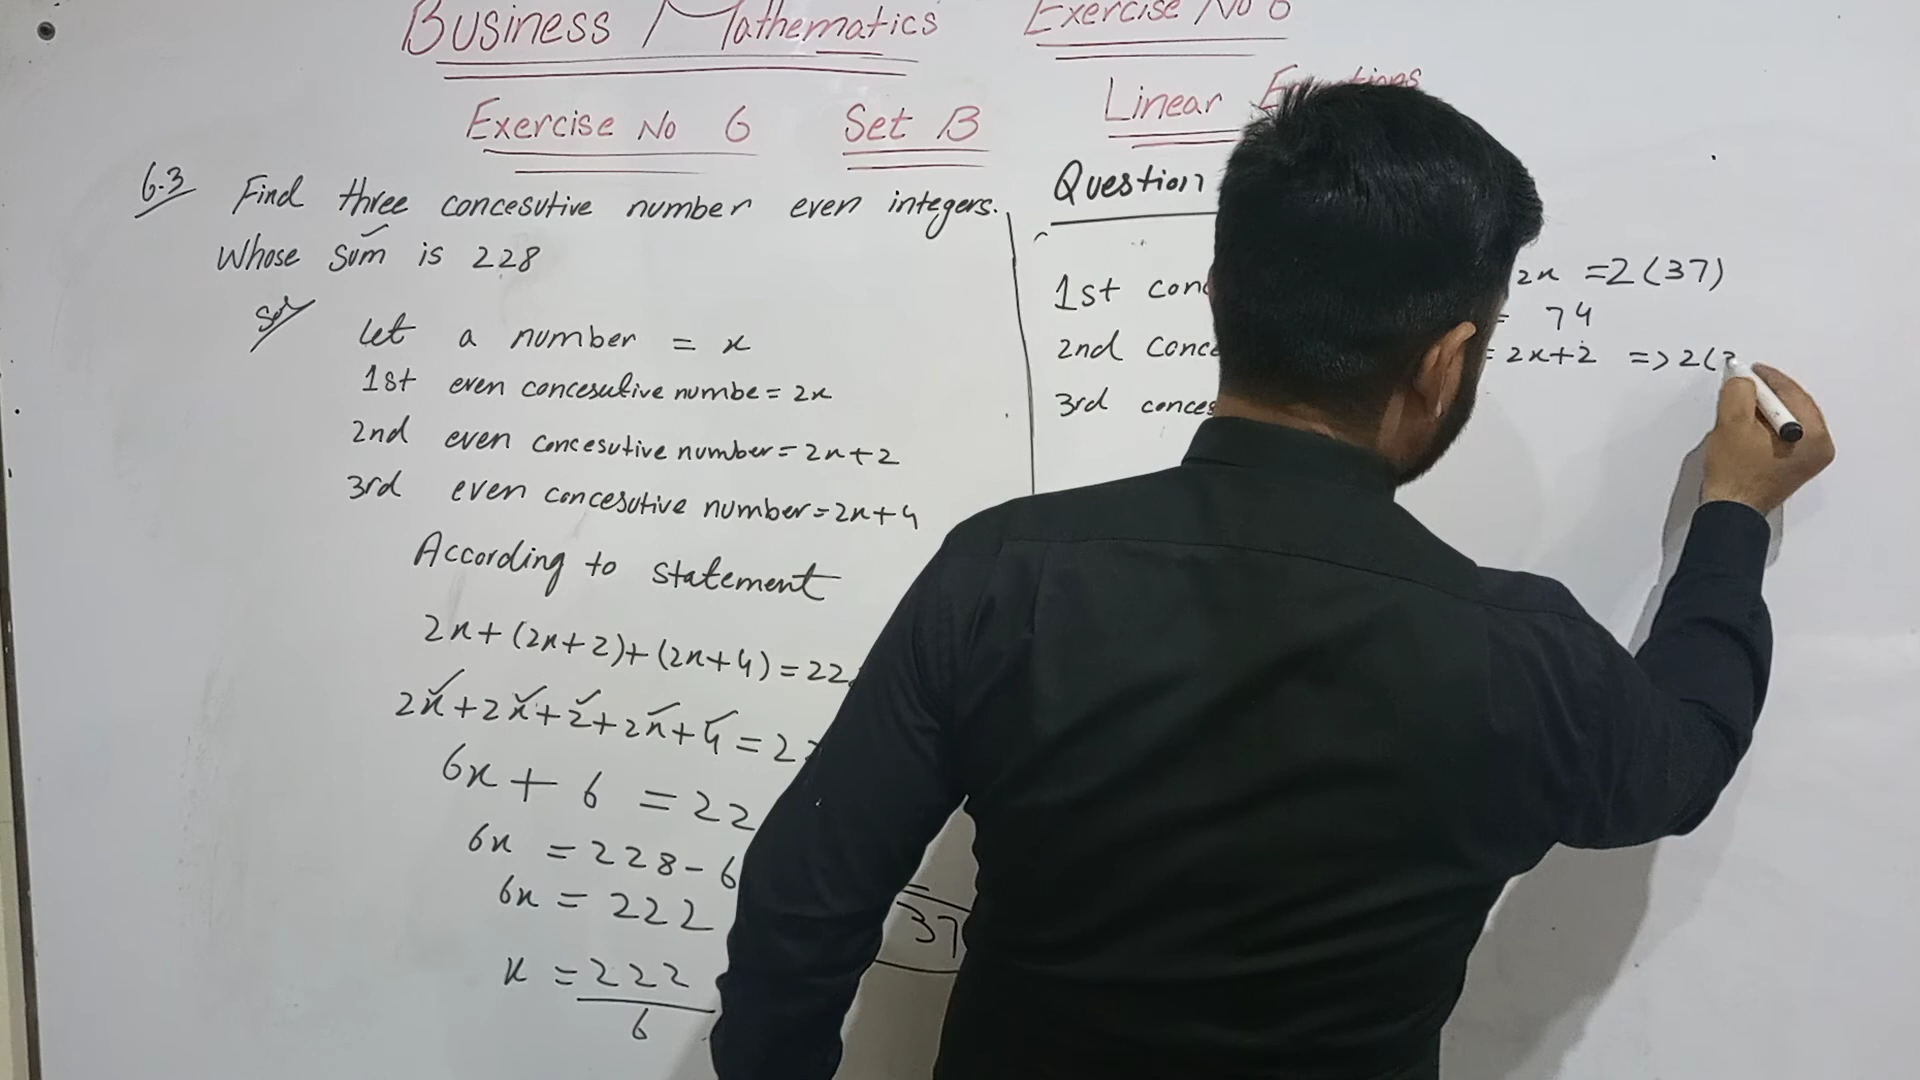 Business Mathematics
Exercise No 6
Exercise No 6 Set B
Linear
6.3 Find three concesutive number even integers.
Whose sum is 228
Sol
Let a number = x
1st even concesutive numbe = 2x
2nd even concesutive number = 2x+2
3rd even concesutive number = 2x+4
According to statement
2x+(2x+2)+(2x+4)=22
2x+2x+2+2x+4=2
6x + 6 = 22
6x = 228-6
6x = 222
x = 222
6
37
Question
1st
2x =2(37)
= 74
2nd
= 2x+2 => 2(
3rd